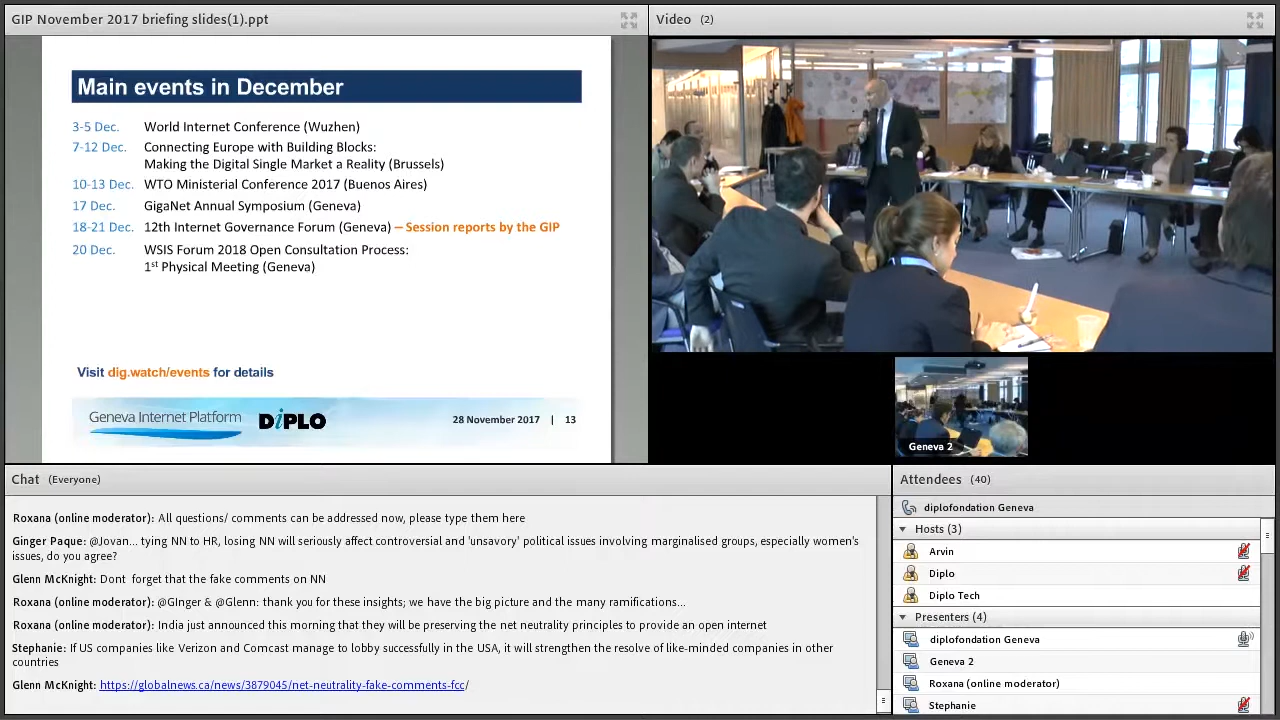 GIP November 2017 briefing slides(1).ppt
Main events in December
3-5 Dec. World Internet Conference (Wuzhen)
7-12 Dec. Connecting Europe with Building Blocks:
Making the Digital Single Market a Reality (Brussels)
10-13 Dec. WTO Ministerial Conference 2017 (Buenos Aires)
17 Dec. GigaNet Annual Symposium (Geneva)
18-21 Dec. 12th Internet Governance Forum (Geneva) – Session reports by the GIP
20 Dec. WSIS Forum 2018 Open Consultation Process:
1st Physical Meeting (Geneva)
Visit dig.watch/events for details
Geneva Internet Platform DiPLO 28 November 2017 | 13
Video (2)
Geneva 2
Chat (Everyone)
Roxana (online moderator): All questions/ comments can be addressed now, please type them here
Ginger Paque: @Jovan... tying NN to HR, losing NN will seriously affect controversial and 'unsavory' political issues involving marginalised groups, especially women's
issues, do you agree?
Glenn McKnight: Dont forget that the fake comments on NN
Roxana (online moderator): @GInger & @Glenn: thank you for these insights; we have the big picture and the many ramifications...
Roxana (online moderator): India just annouced this morning that they will be preserving the net neutrality principles to provide an open internet
Stephanie: If US companies like Verizon and Comcast manage to lobby successfully in the USA, it will strengthen the resolve of like-minded companies in other
countries
Glenn McKnight: https://globalnews.ca/news/3879045/net-neutrality-fake-comments-fcc/
Attendees (40)
diplofondation Geneva
Hosts (3)
Arvin
Diplo
Diplo Tech
Presenters (4)
diplofondation Geneva
Geneva 2
Roxana (online moderator)
Stephanie